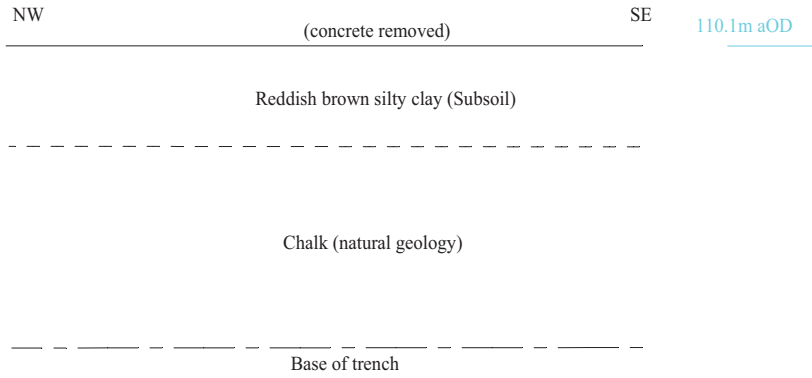 NW
SE
110.1m aOD
(concrete removed)
Reddish brown silty clay (Subsoil)
Chalk (natural geology)
Base of trench